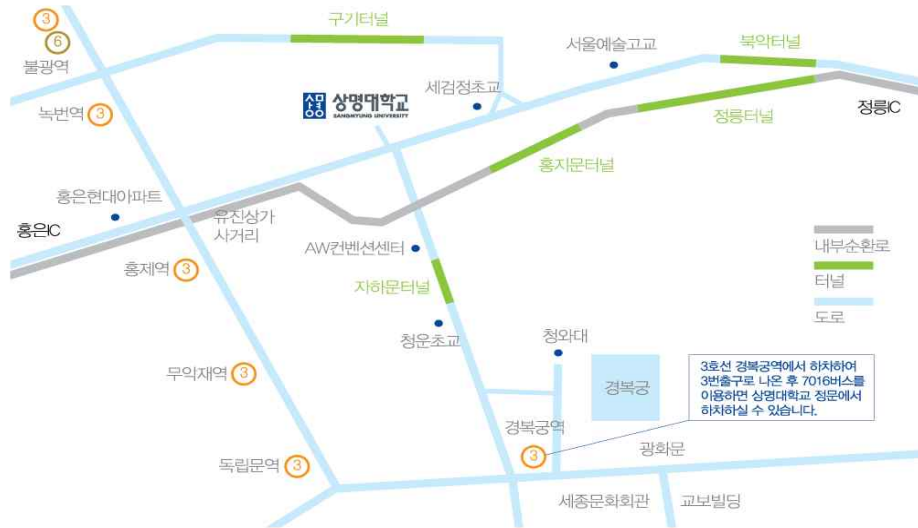 3
구기터널
6
서울예술고교
북악터널
불광역
상명
상명대학교
SANGMYUNG UNIVERSITY
세검정초교
녹번역 3
정릉터널
정릉IC
홍지문터널
홍은현대아파트
유진상가
사거리
홍은IC
내부순환로
AW컨벤션센터
홍제역 3
터널
자하문터널
도로
청운초교
청와대
3호선 경복궁역에서 하차하여
3번출구로 나온 후 7016버스를
이용하면 상명대학교 정문에서
하차하실 수 있습니다.
무악재역 3
경복궁
경복궁역
3
광화문
독립문역 3
세종문화회관
교보빌딩